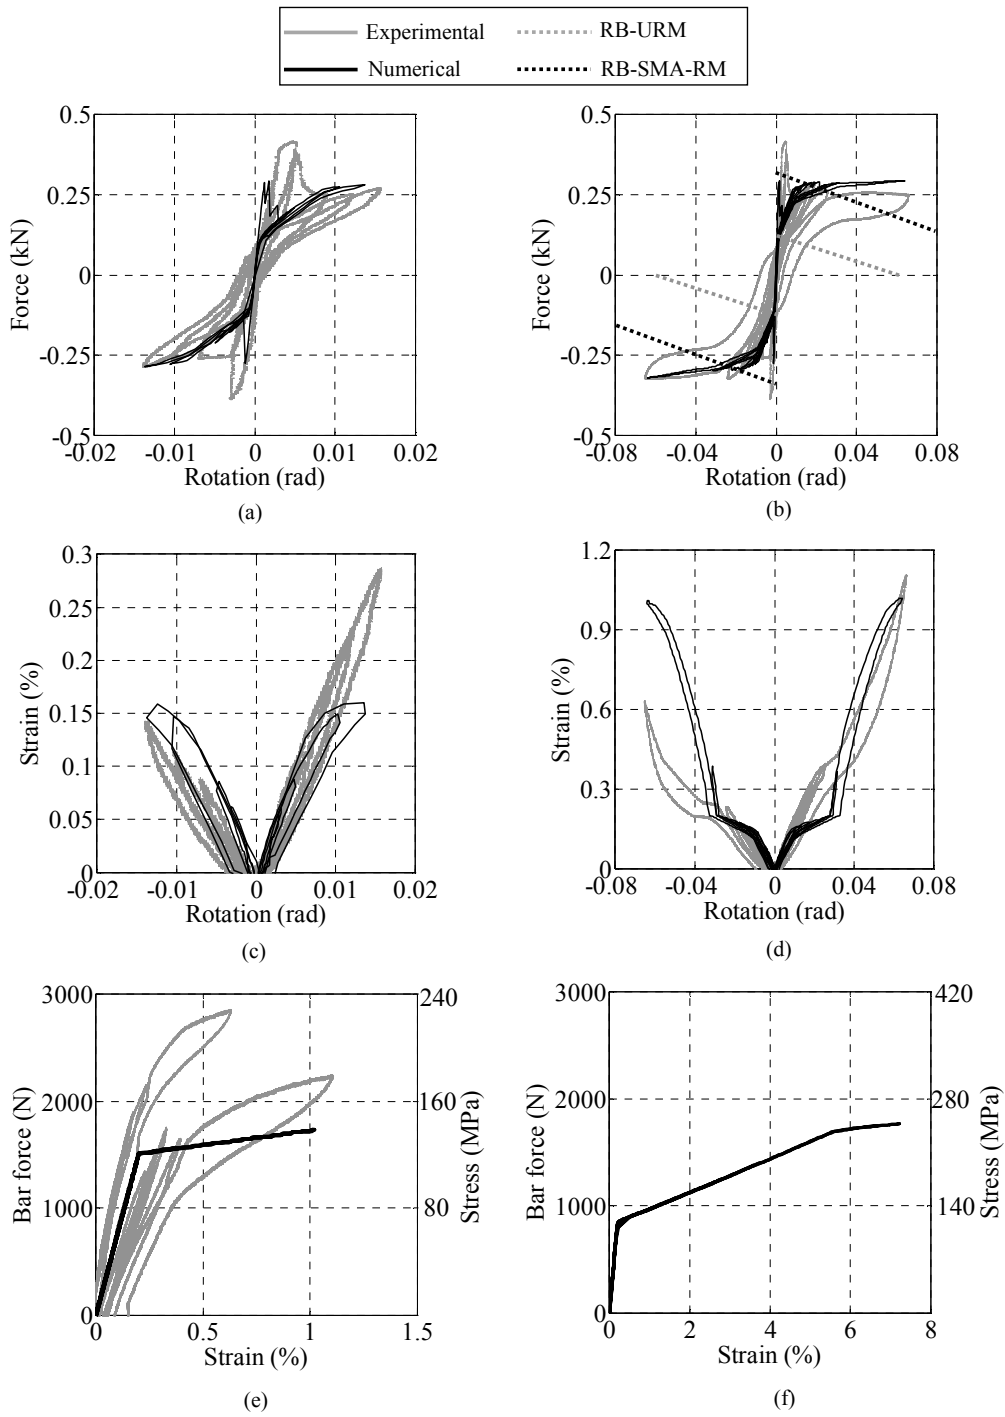 Experimental
RB-URM
Numerical
RB-SMA-RM
0.5
0.25
0
-0.25
-0.5
Force (kN)
-0.02
-0.01
0
0.01
0.02
Rotation (rad)
(a)
0.5
0.25
0
-0.25
-0.5
Force (kN)
-0.08
-0.04
0
0.04
0.08
Rotation (rad)
(b)
0.3
0.25
0.2
0.15
0.1
0.05
0
Strain (%)
-0.02
-0.01
0
0.01
0.02
Rotation (rad)
(c)
1.2
0.9
0.6
0.3
0
Strain (%)
-0.08
-0.04
0
0.04
0.08
Rotation (rad)
(d)
3000
2000
1000
0
Bar force (N)
240
160
80
Stress (MPa)
0
0.5
1
1.5
Strain (%)
(e)
3000
2000
1000
0
Bar force (N)
420
280
140
Stress (MPa)
0
2
4
6
8
Strain (%)
(f)